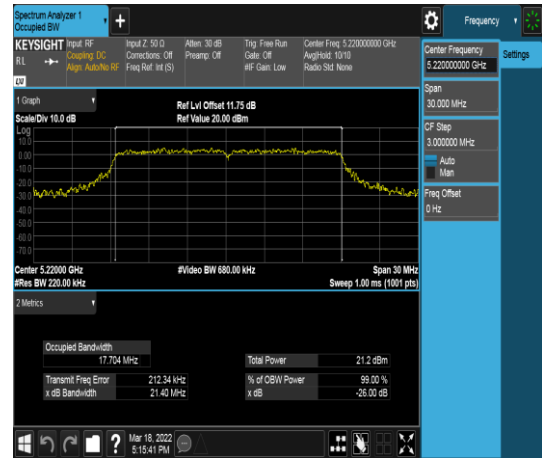 Spectrum Analyzer 1
Occupied BW
+
Frequency
KEYSIGHT
RL
LXI
Input: RF
Coupling: DC
Align: Auto/No RF
Input Z: 50 Ω
Corrections: Off
Freq Ref: Int (S)
Atten: 30 dB
Preamp: Off
Trig: Free Run
Gate: Off
#IF Gain: Low
Center Freq: 5.220000000 GHz
Avg|Hold: 10/10
Radio Std: None
Center Frequency
5.220000000 GHz
Settings
Span
30.000 MHz
CF Step
3.000000 MHz
Auto
Man
Freq Offset
0 Hz
1 Graph
Scale/Div 10.0 dB
Ref Lvl Offset 11.75 dB
Ref Value 20.00 dBm
Log
10.0
0.00
-10.0
-20.0
-30.0
-40.0
-50.0
-60.0
-70.0
Center 5.22000 GHz
#Res BW 220.00 kHz
#Video BW 680.00 kHz
Span 30 MHz
Sweep 1.00 ms (1001 pts)
2 Metrics
Occupied Bandwidth
17.704 MHz
Total Power 21.2 dBm
Transmit Freq Error 212.34 kHz
% of OBW Power 99.00 %
x dB Bandwidth 21.40 MHz
x dB -26.00 dB
?
Mar 18, 2022
5:15:41 PM